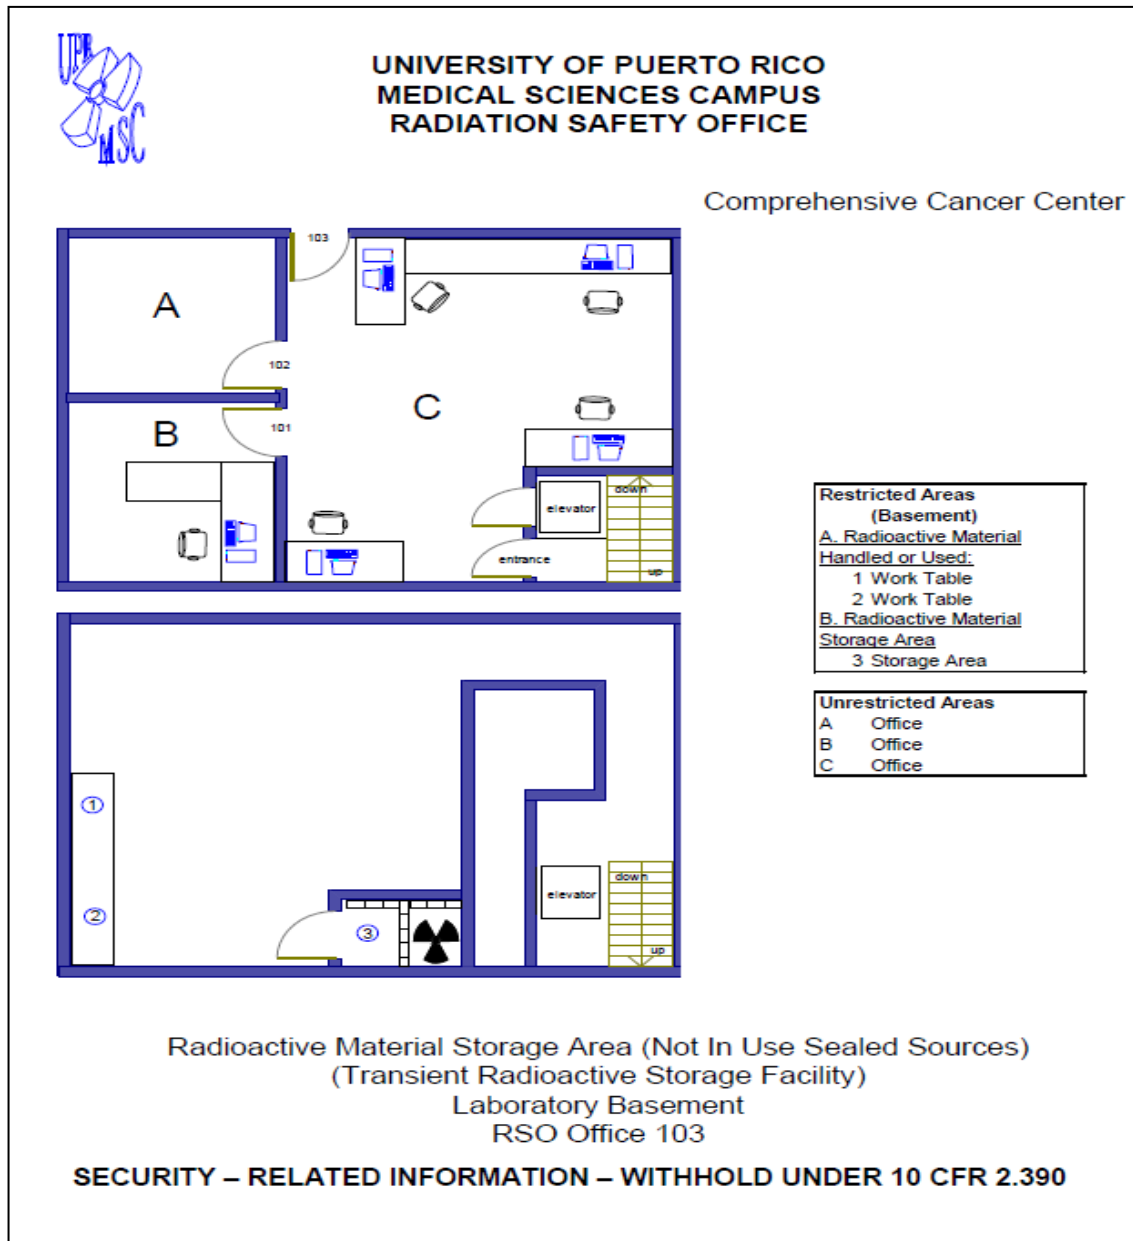 UPR
MSC
UNIVERSITY OF PUERTO RICO
MEDICAL SCIENCES CAMPUS
RADIATION SAFETY OFFICE
Comprehensive Cancer Center
103
A
102
C
B
101
elevator
down
entrance
up
Restricted Areas
(Basement)
A. Radioactive Material
Handled or Used:
1 Work Table
2 Work Table
B. Radioactive Material
Storage Area
3 Storage Area
Unrestricted Areas
A Office
B Office
C Office
1
2
3
elevator
down
up
Radioactive Material Storage Area (Not In Use Sealed Sources)
(Transient Radioactive Storage Facility)
Laboratory Basement
RSO Office 103
SECURITY – RELATED INFORMATION – WITHHOLD UNDER 10 CFR 2.390